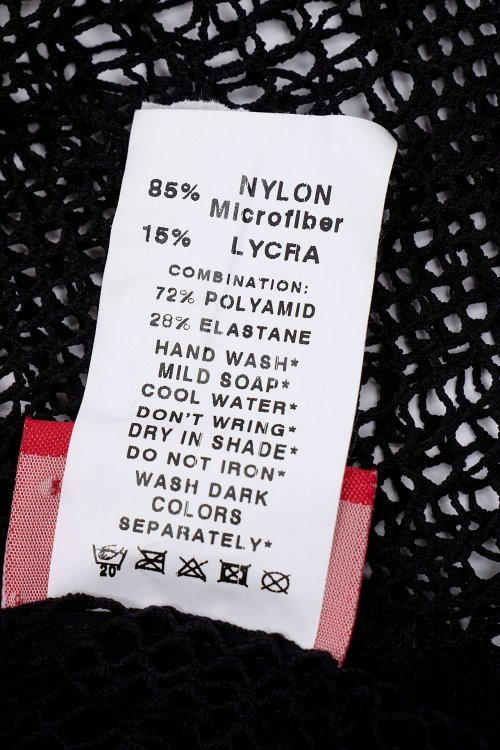 85% NYLON
Microfiber
15% LYCRA
COMBINATION:
72% POLYAMID
28% ELASTANE
HAND WASH*
MILD SOAP*
COOL WATER*
DON'T WRING*
DRY IN SHADE*
DO NOT IRON*
WASH DARK
COLORS
SEPARATELY*
20